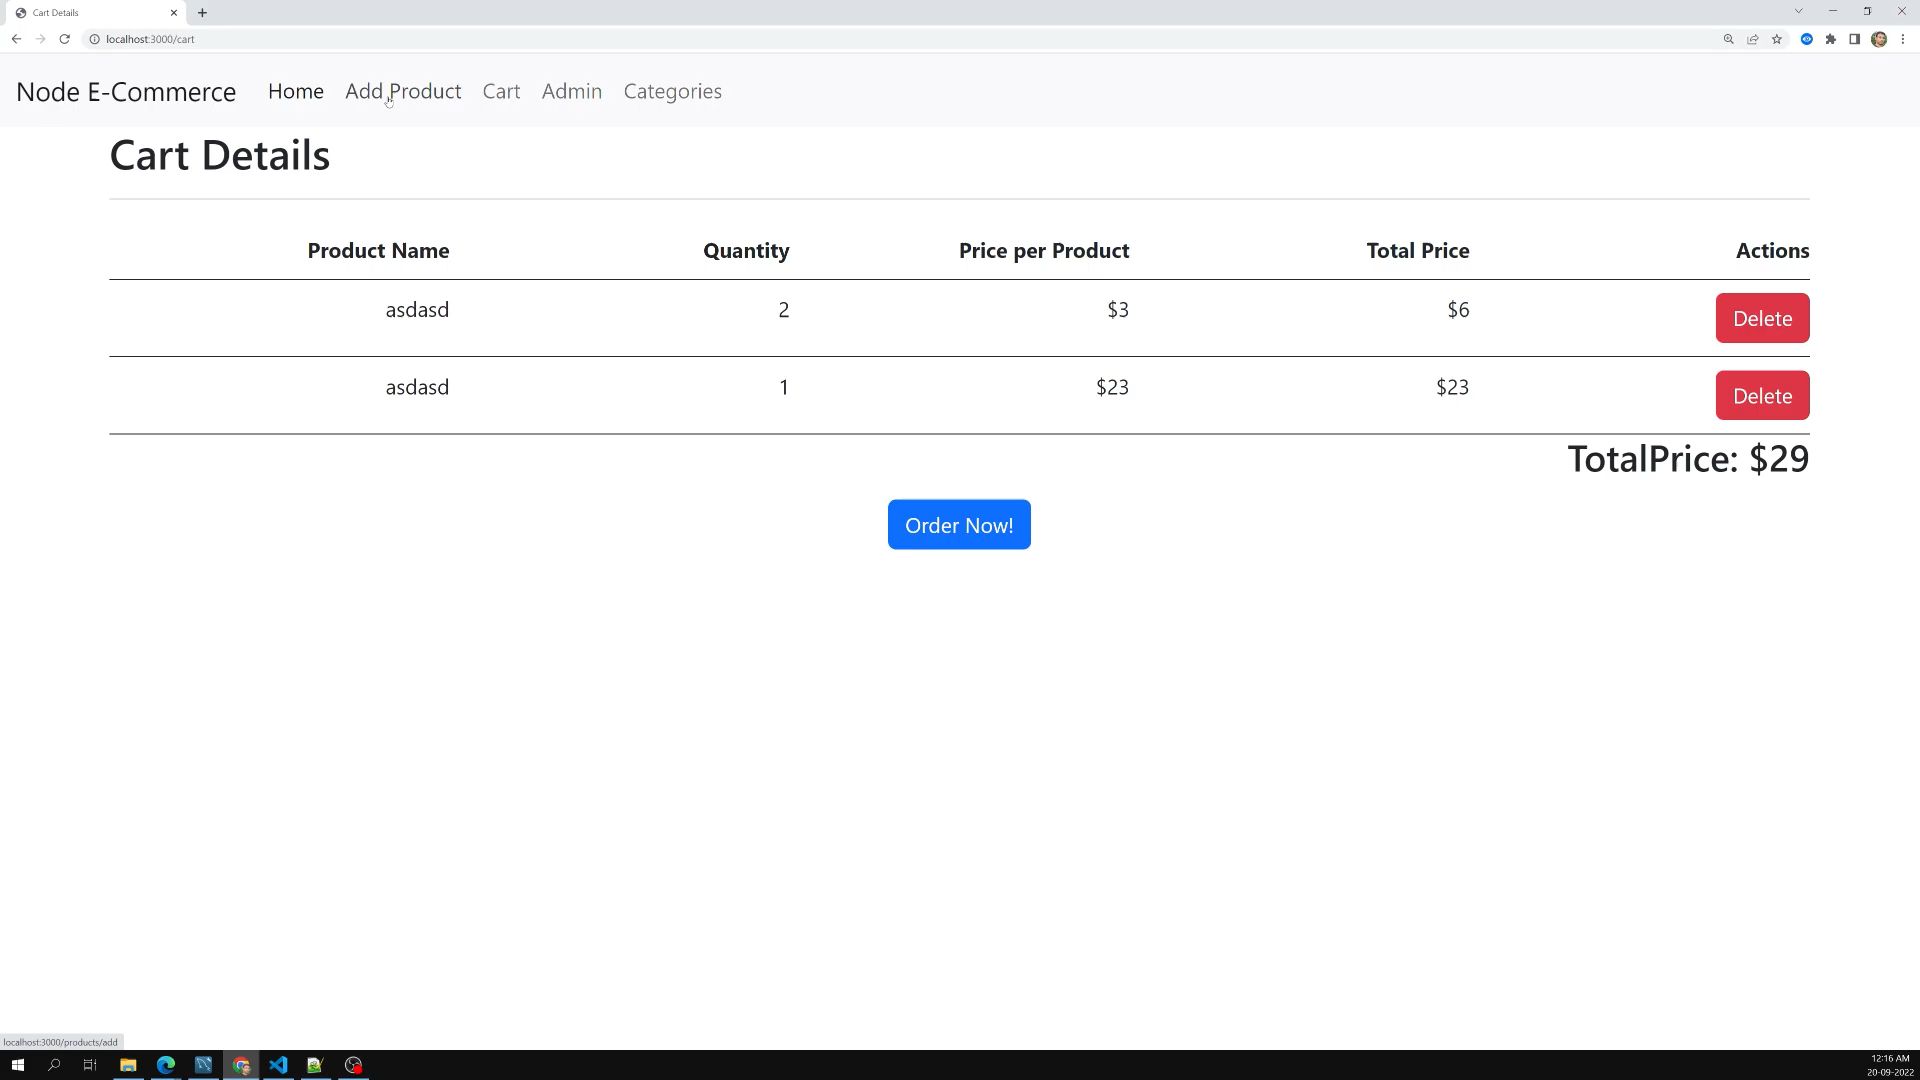 Cart Details
localhost:3000/cart
Node E-Commerce Home Add Product Cart Admin Categories
Cart Details
Product Name Quantity Price per Product Total Price Actions
asdasd 2 $3 $6 Delete
asdasd 1 $23 $23 Delete
TotalPrice: $29
Order Now!
localhost:3000/products/add
12:16 AM
20-09-2022